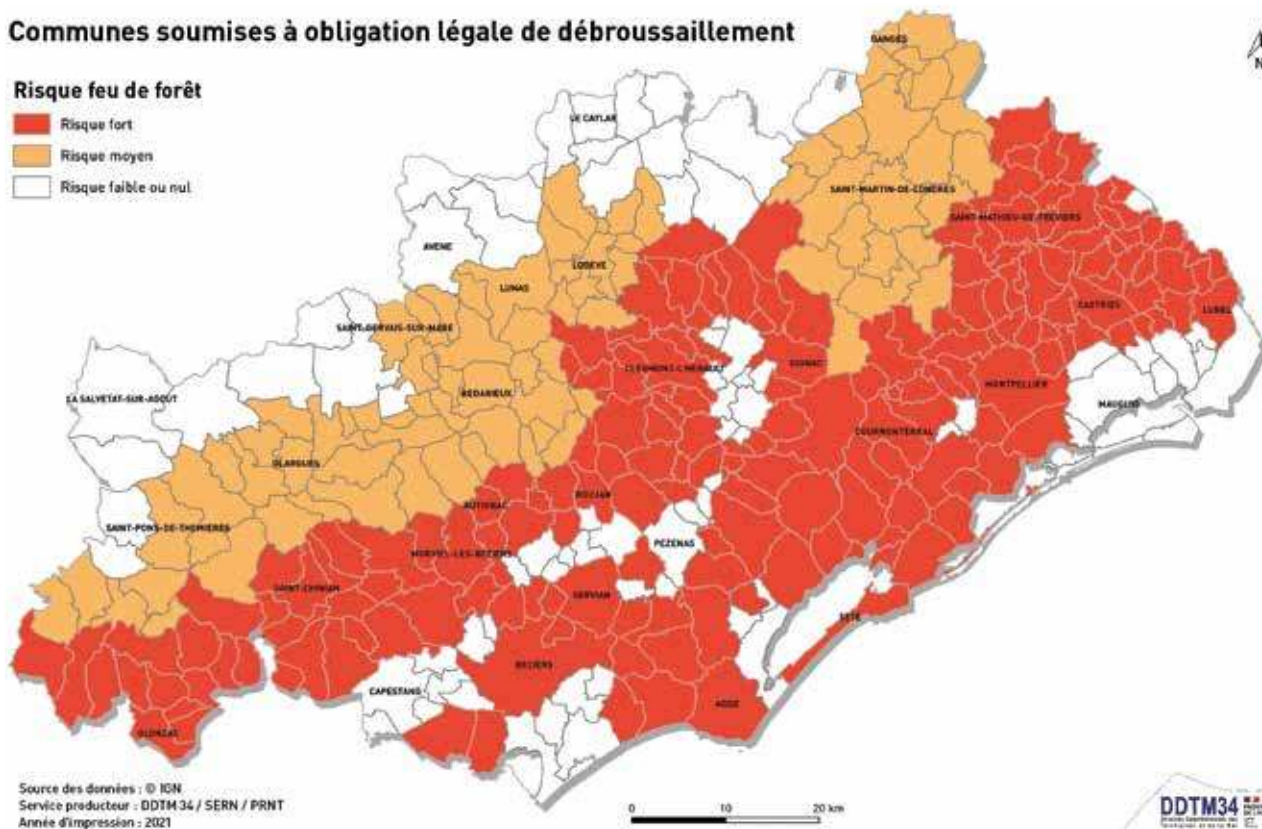 Communes soumises à obligation légale de débroussaillement
N
Risque feu de forêt
Risque fort
Risque moyen
Risque faible ou nul
GANGES
LE CAYLAR
SAINT-MARTIN-DE-LONDRES
SAINT-MATHIEU-DE-TREVIERS
AVENE
LODEVE
LUNAS
CASTRIES
LUNEL
SAINT-GERVAIS-SUR-MARE
CLERMONT-L'HERAULT
GIGNAC
MONTPELLIER
LA SALVETAT-SUR-AGOUT
BEDARIEUX
MAUGUIO
COURNONTERRAL
OLARGUES
ROUJAN
AUTIGNAC
SAINT-PONS-DE-THOMIERES
PEZENAS
MURVIEL-LES-BEZIERS
SAINT-CHINIAN
SERVIAN
SETE
BEZIERS
CAPESTANG
AGDE
OLONZAC
Source des données : © IGN
Service producteur : DDTM 34 / SERN / PRNT
Année d'impression : 2021
0 10 20 km
DDTM34